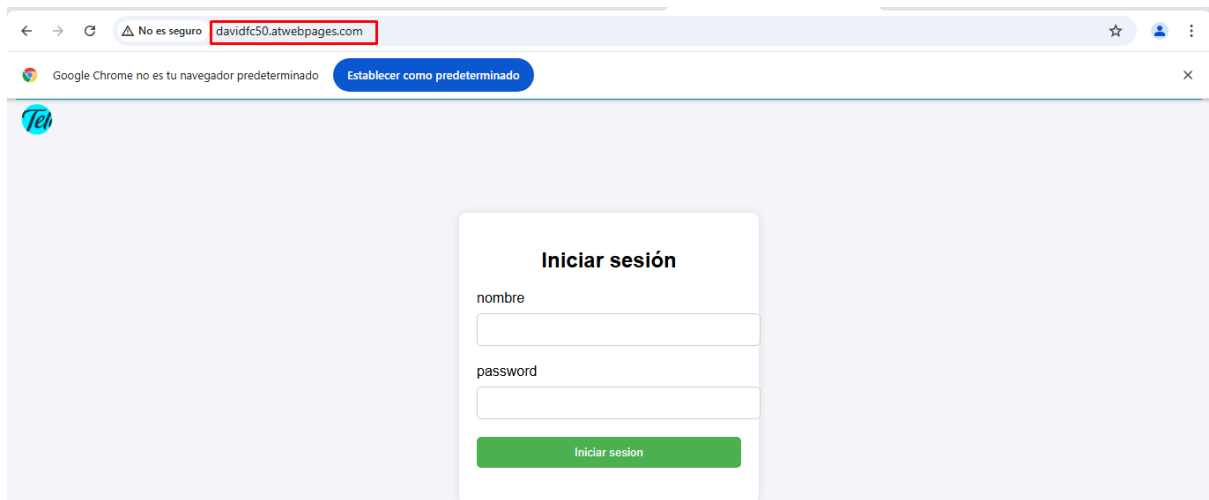 No es seguro davidfc50.atwebpages.com
Google Chrome no es tu navegador predeterminado Establecer como predeterminado
Tel
Iniciar sesión
nombre
password
Iniciar sesion